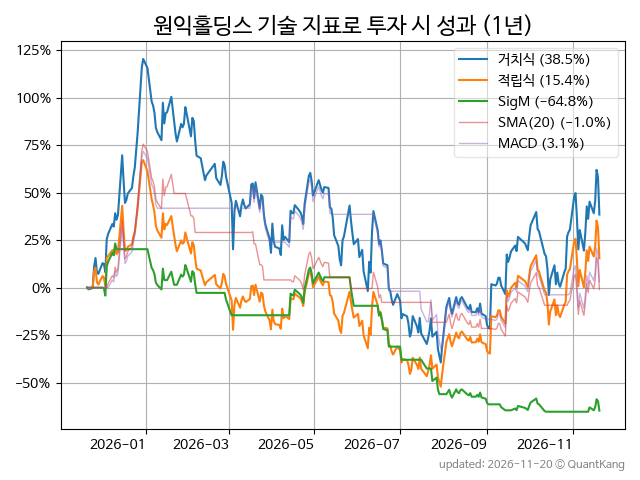 원익홀딩스 기술 지표로 투자 시 성과 (1년)
125%
100%
75%
50%
25%
0%
−25%
−50%
거치식 (38.5%)
적립식 (15.4%)
SigM (−64.8%)
SMA(20) (−1.0%)
MACD (3.1%)
2026-01 2026-03 2026-05 2026-07 2026-09 2026-11
updated: 2026-11-20 © QuantKang